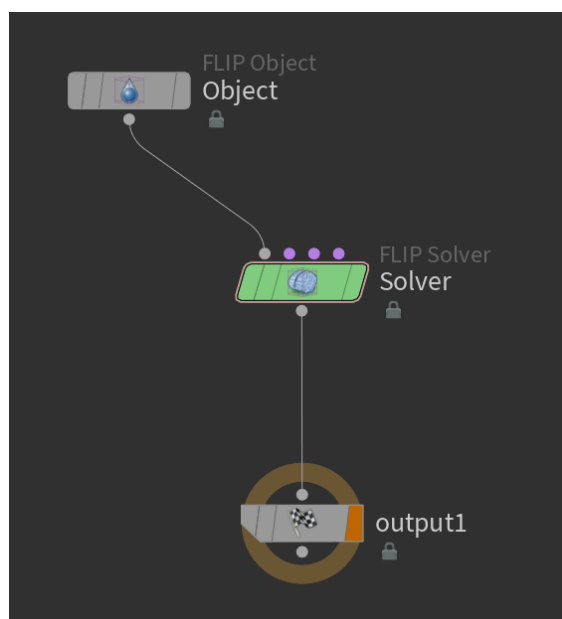 FLIP Object
Object
FLIP Solver
Solver
output1